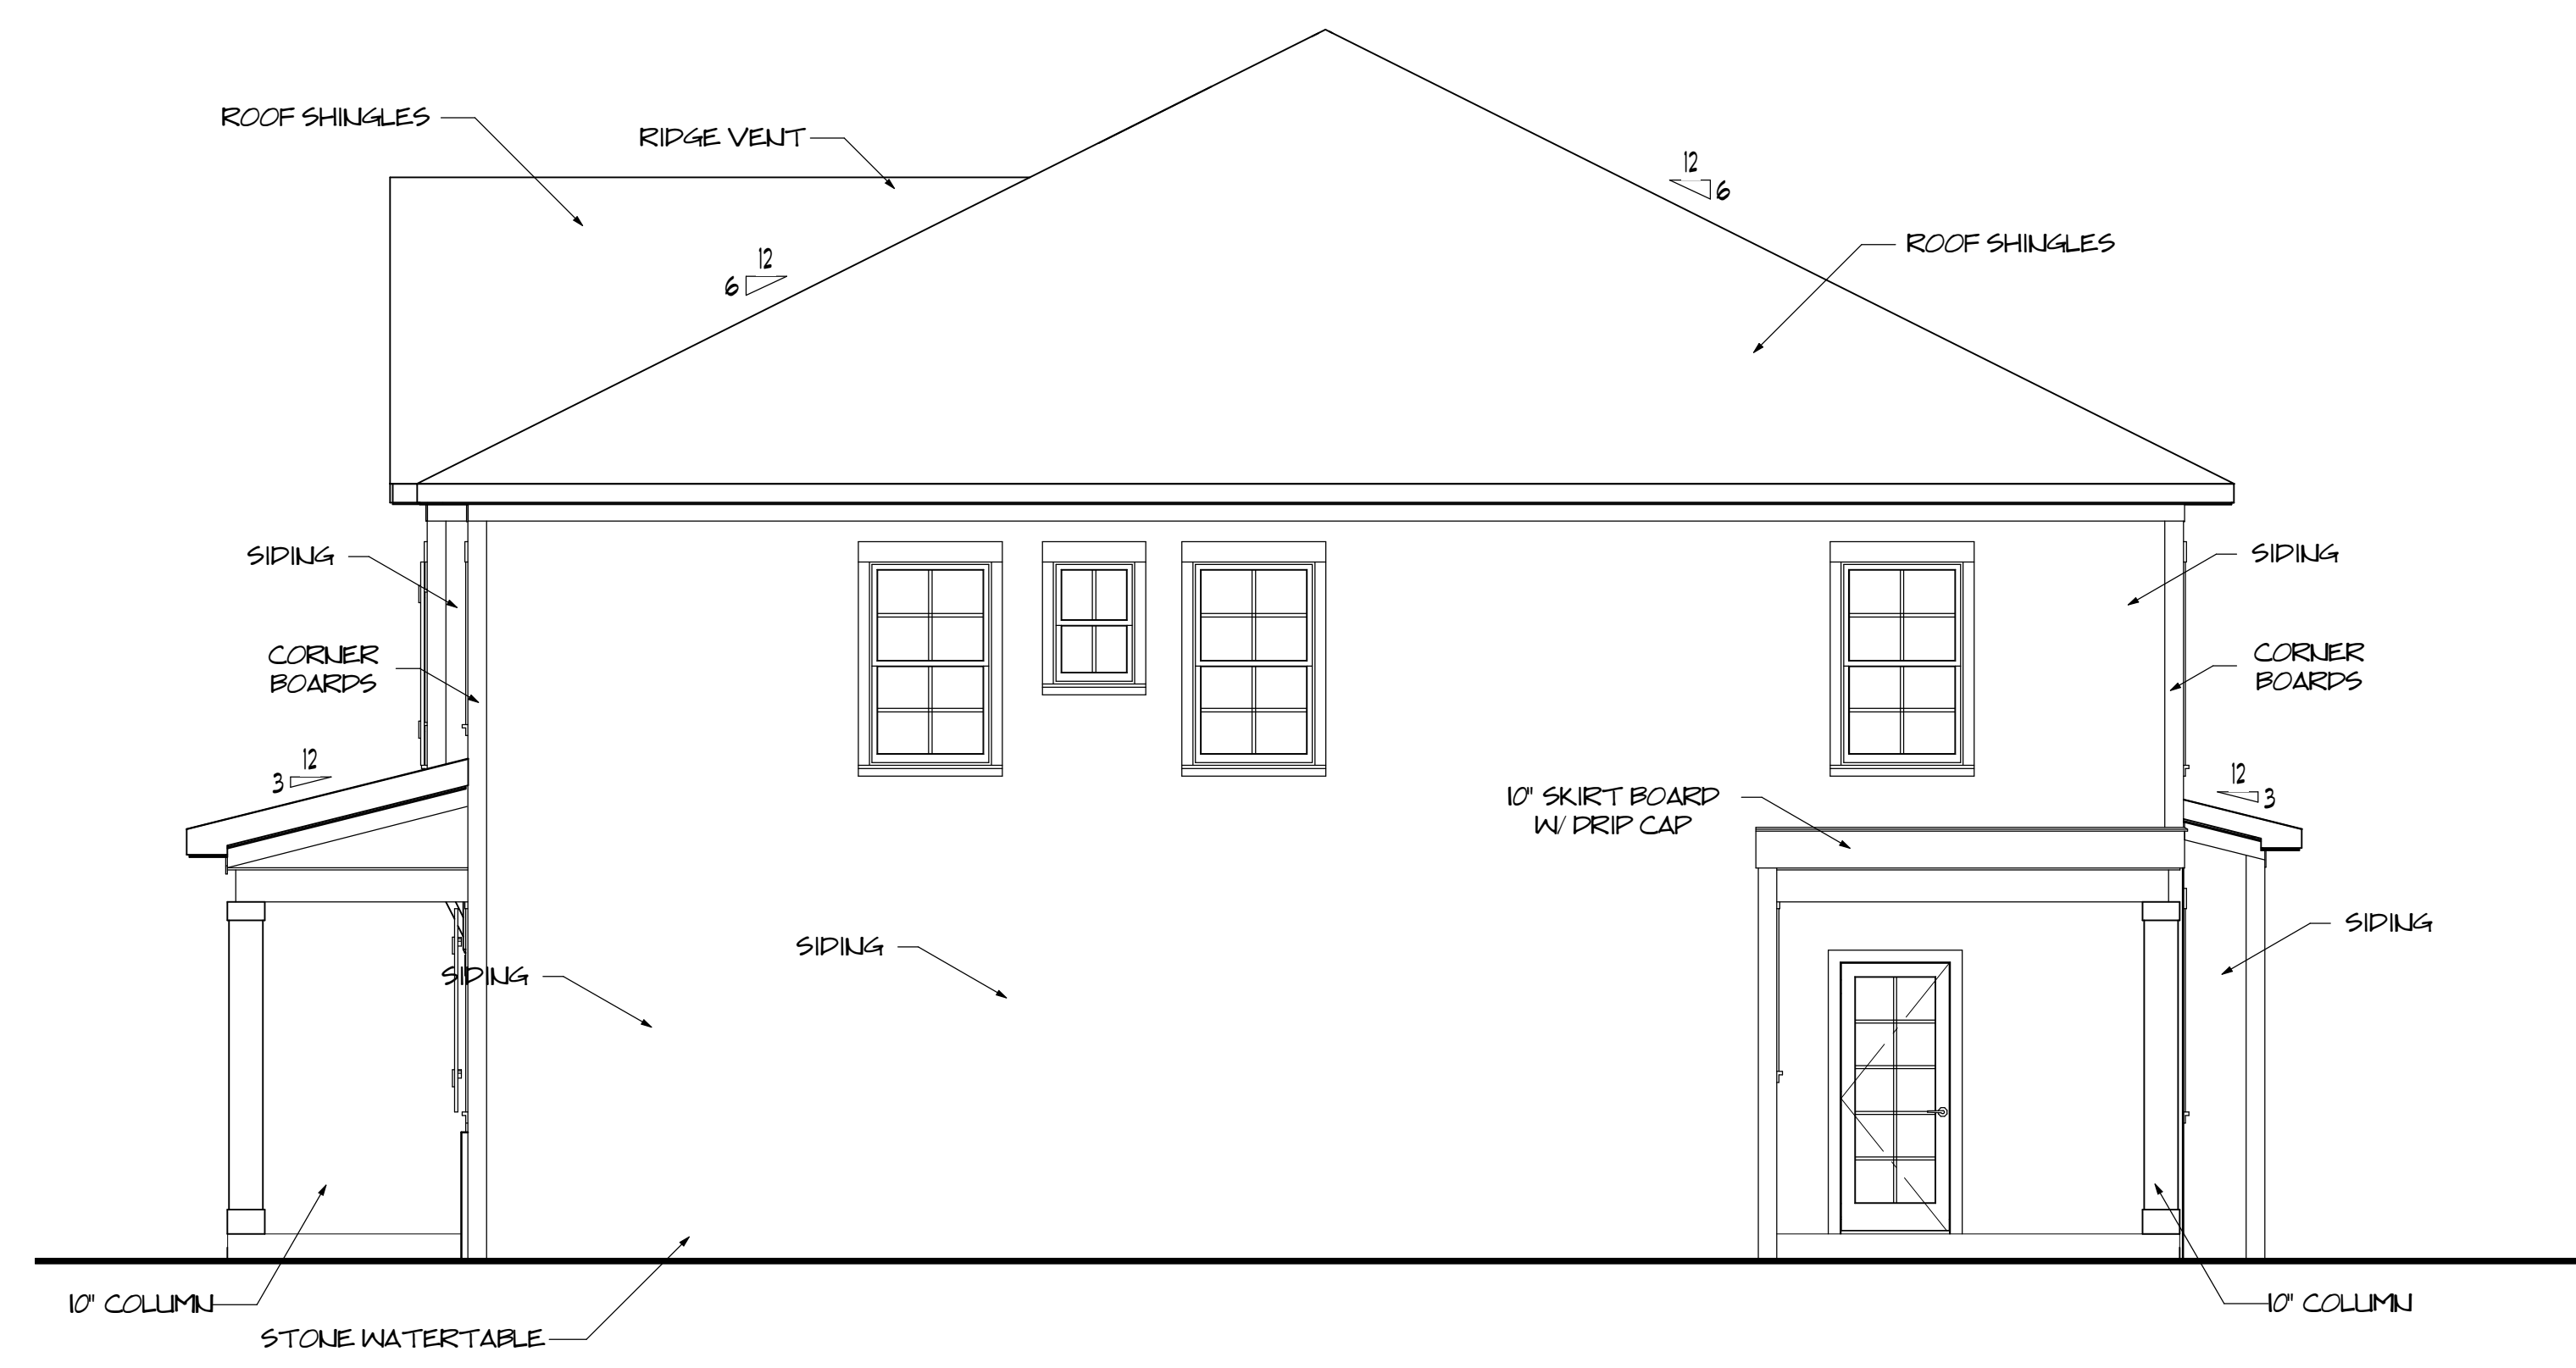 ROOF SHINGLES
RIDGE VENT
12
6
12
6
ROOF SHINGLES
SIDING
SIDING
CORNER
BOARDS
CORNER
BOARDS
12
3
12
3
10" SKIRT BOARD
W/ DRIP CAP
SIDING
SIDING
SIDING
10" COLUMN
10" COLUMN
STONE WATERTABLE